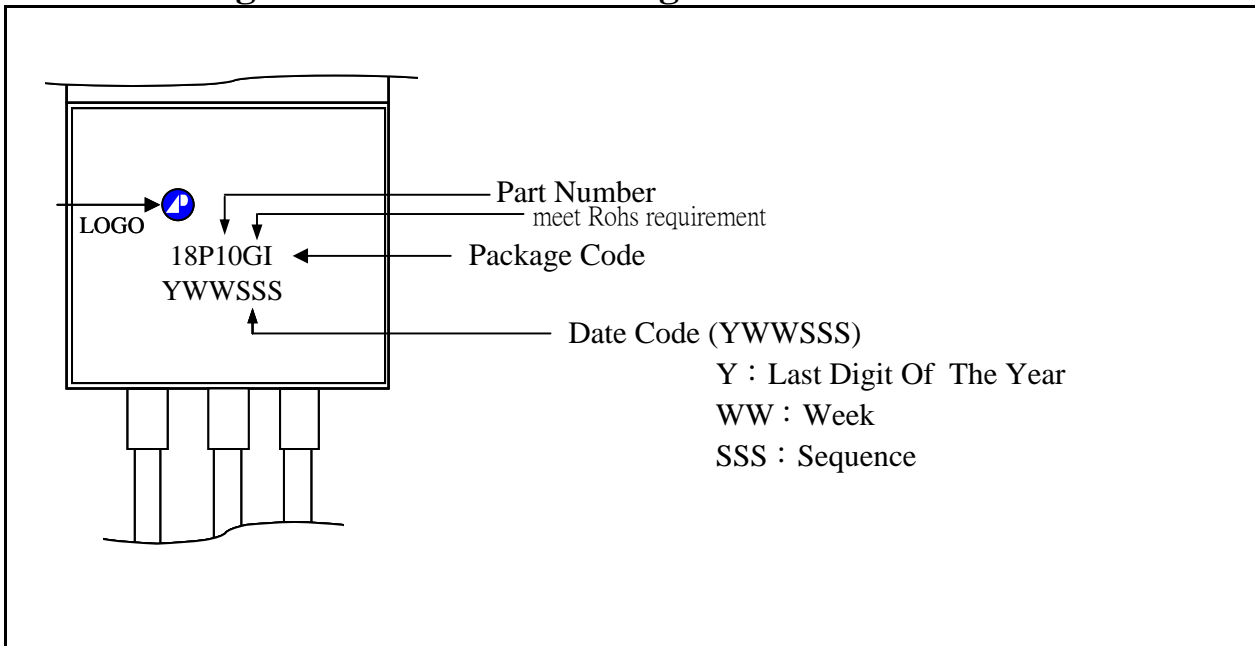 LOGO
18P10GI
YWWSSS
Part Number
meet Rohs requirement
Package Code
Date Code (YWWSSS)
Y：Last Digit Of The Year
WW：Week
SSS：Sequence